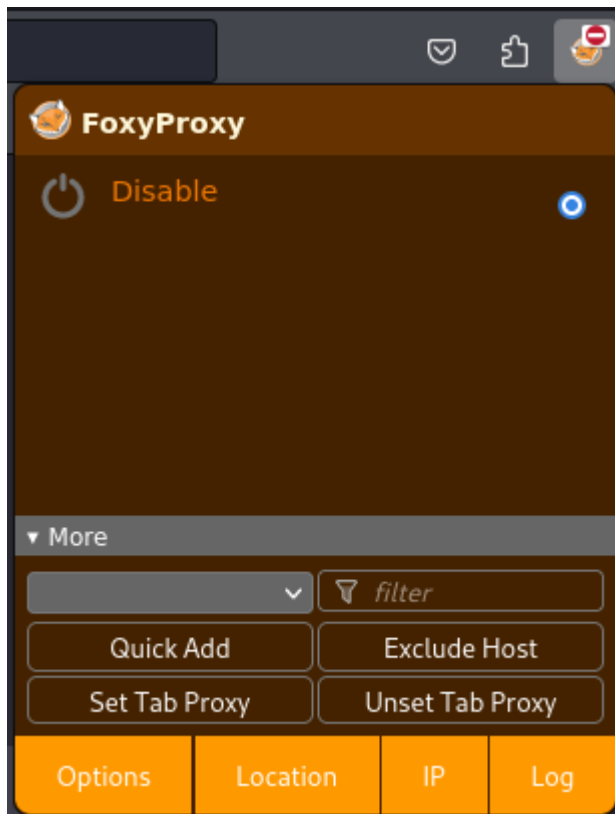 FoxyProxy
Disable
▾ More
filter
Quick Add Exclude Host
Set Tab Proxy Unset Tab Proxy
Options Location IP Log